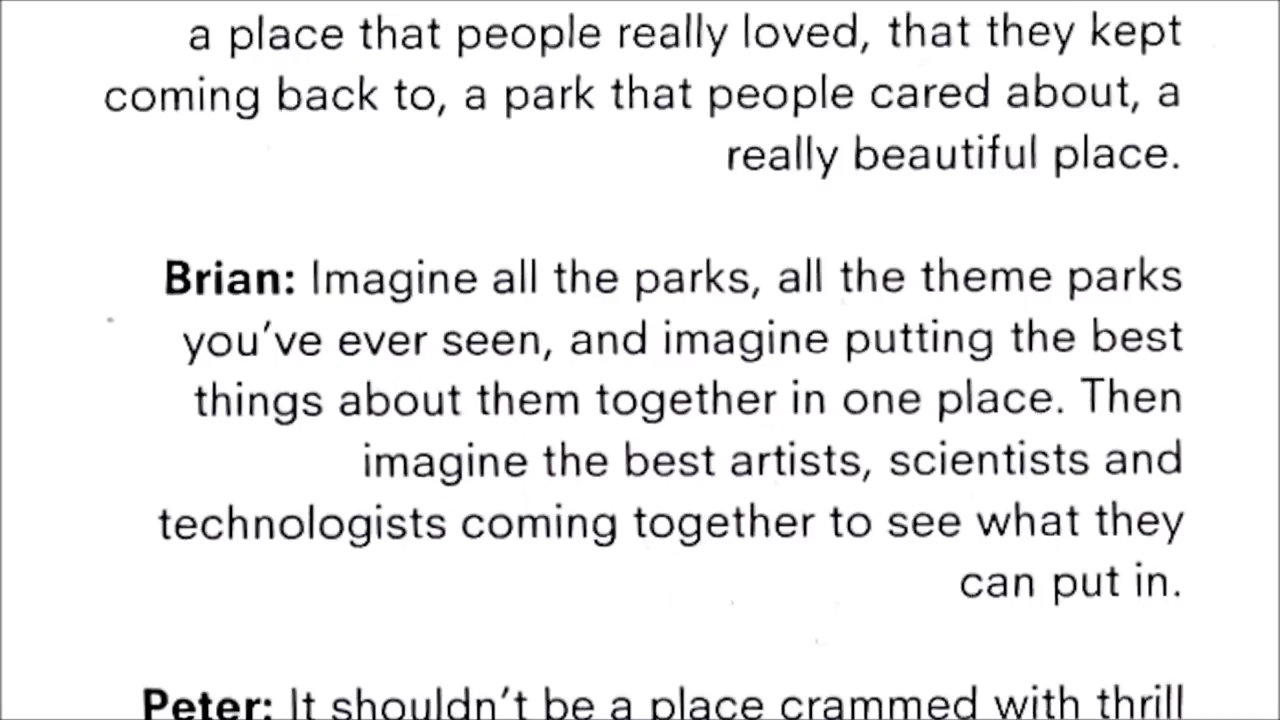 a place that people really loved, that they kept
coming back to, a park that people cared about, a
really beautiful place.
Brian: Imagine all the parks, all the theme parks
you've ever seen, and imagine putting the best
things about them together in one place. Then
imagine the best artists, scientists and
technologists coming together to see what they
can put in.
Peter: It shouldn't be a place crammed with thrill